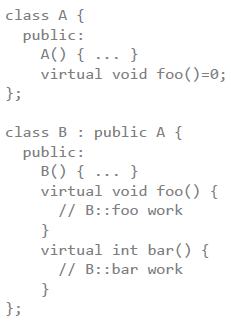 class A {
  public:
    A() { ... }
    virtual void foo()=0;
};

class B : public A {
  public:
    B() { ... }
    virtual void foo() {
      // B::foo work
    }
    virtual int bar() {
      // B::bar work
    }
};